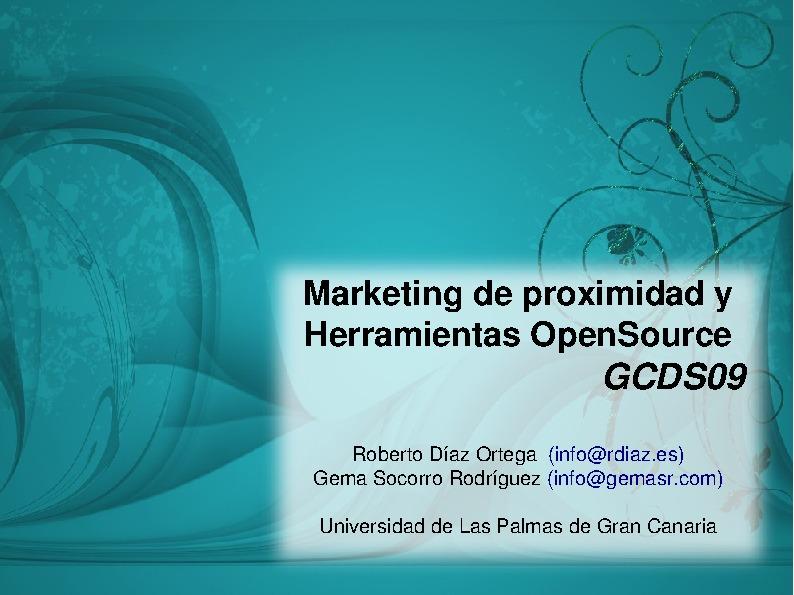 Marketing de proximidad y
Herramientas OpenSource
GCDS09
Roberto Díaz Ortega (info@rdiaz.es)
Gema Socorro Rodríguez (info@gemasr.com)
Universidad de Las Palmas de Gran Canaria